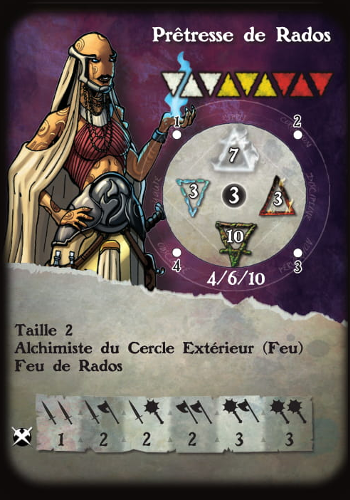 Prêtresse de Rados
1
2
7
3
3
3
10
4
3
4/6/10
Taille 2
Alchimiste du Cercle Extérieur (Feu)
Feu de Rados
1 2 2 2 3 3